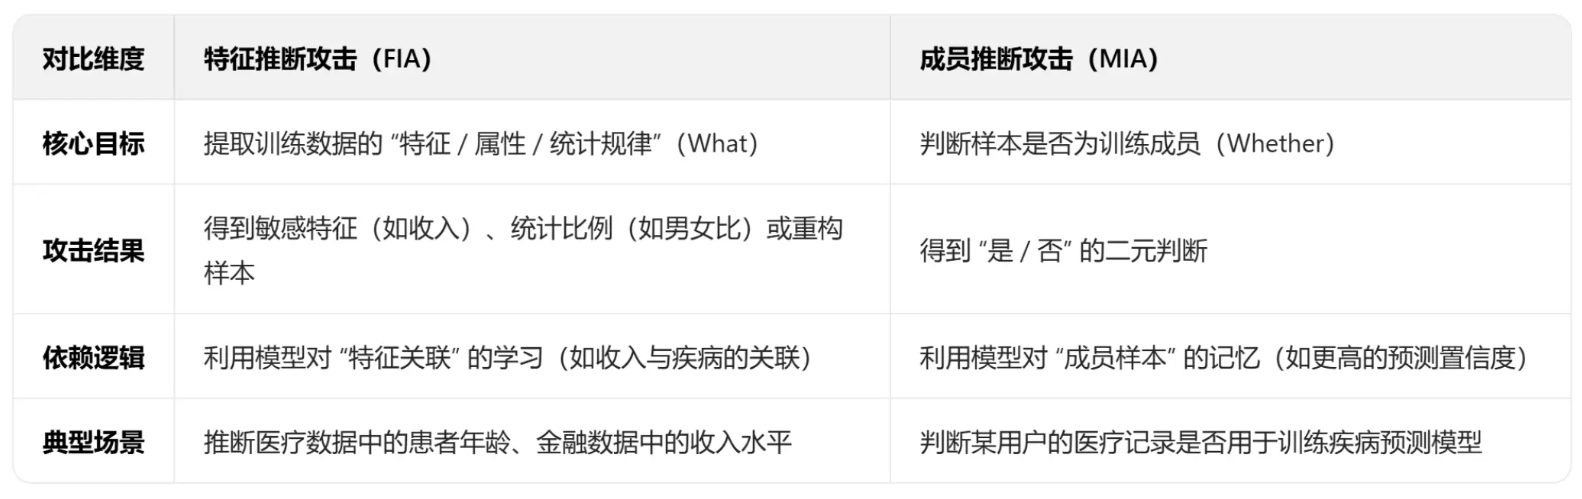 对比维度 特征推断攻击（FIA） 成员推断攻击（MIA）
核心目标 提取训练数据的 “特征 / 属性 / 统计规律”（What） 判断样本是否为训练成员（Whether）
攻击结果 得到敏感特征（如收入）、统计比例（如男女比）或重构
样本
得到 “是 / 否” 的二元判断
依赖逻辑 利用模型对 “特征关联” 的学习（如收入与疾病的关联） 利用模型对 “成员样本” 的记忆（如更高的预测置信度）
典型场景 推断医疗数据中的患者年龄、金融数据中的收入水平 判断某用户的医疗记录是否用于训练疾病预测模型